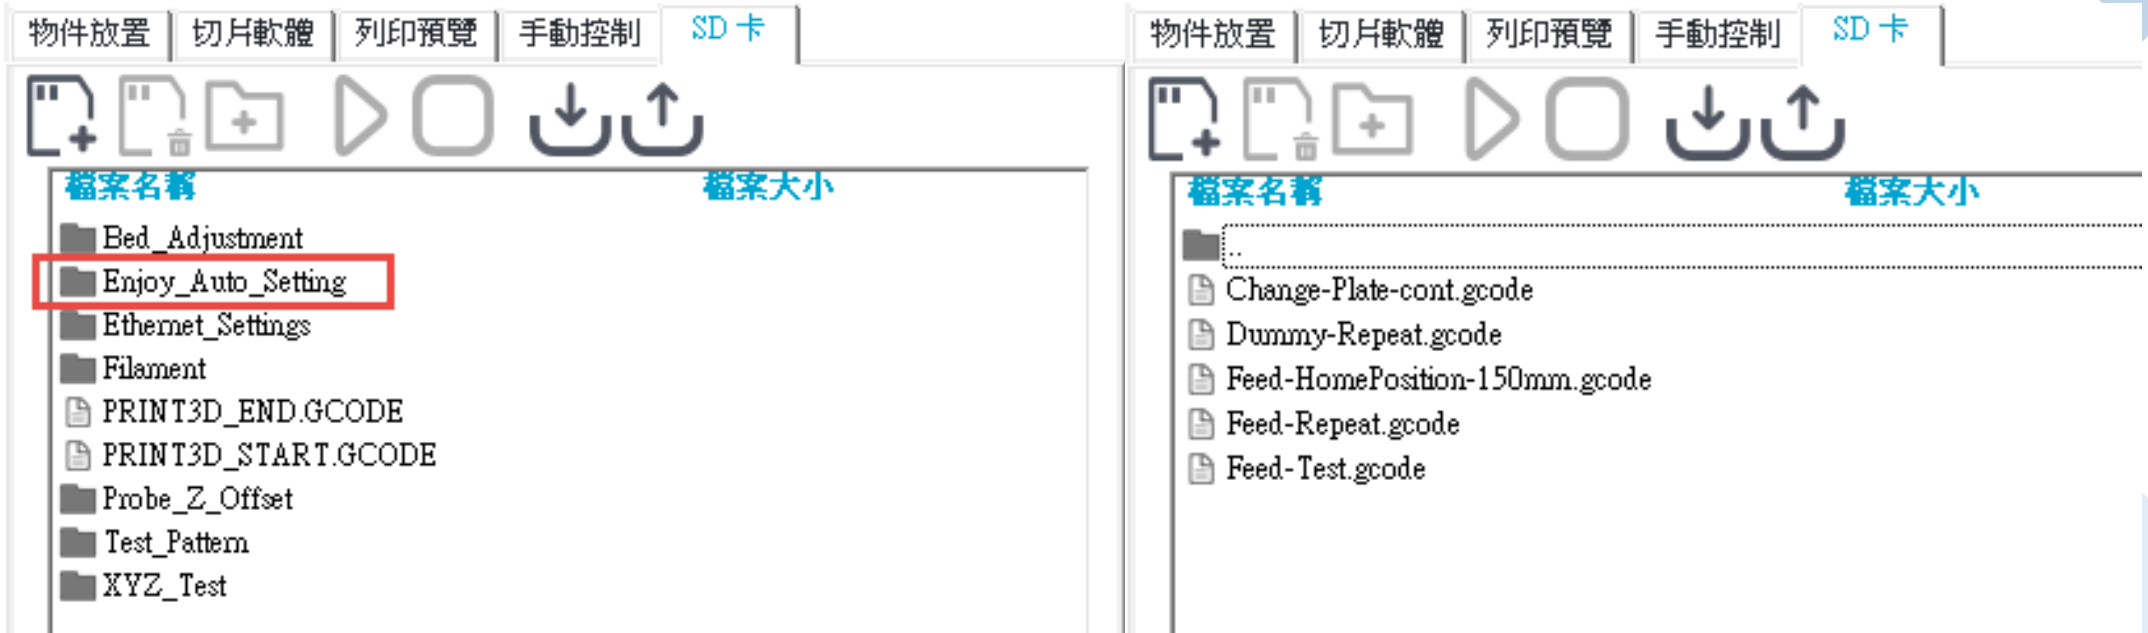 物件放置 切片軟體 列印預覽 手動控制 SD 卡
檔案名稱 檔案大小
Bed_Adjustment
Enjoy_Auto_Setting
Ethernet_Settings
Filament
PRINT3D_END.GCODE
PRINT3D_START.GCODE
Probe_Z_Offset
Test_Pattern
XYZ_Test
物件放置 切片軟體 列印預覽 手動控制 SD 卡
檔案名稱 檔案大小
..
Change-Plate-cont.gcode
Dummy-Repeat.gcode
Feed-HomePosition-150mm.gcode
Feed-Repeat.gcode
Feed-Test.gcode